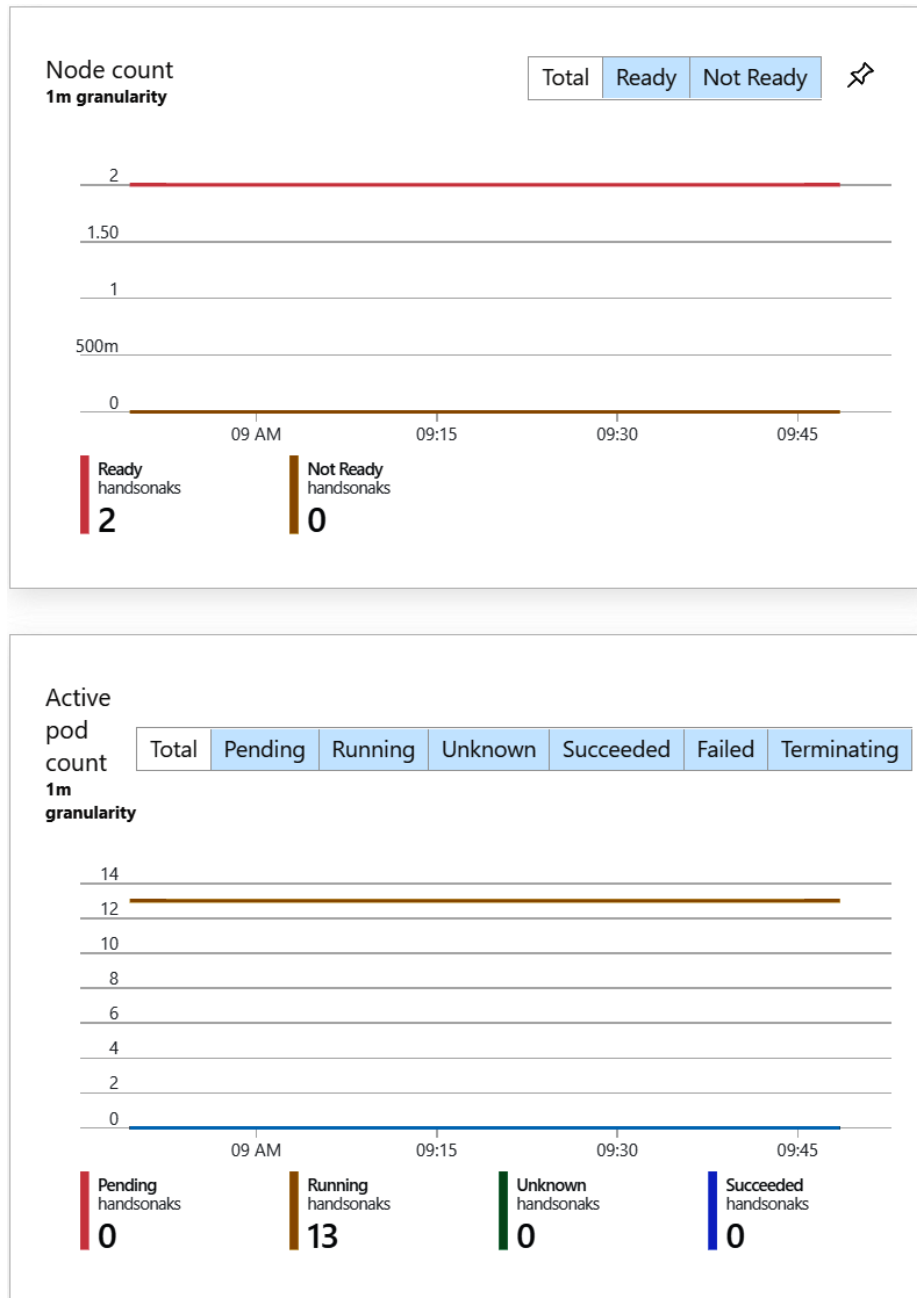 Node count
1m granularity
Total Ready Not Ready
2
1.50
1
500m
0
09 AM 09:15 09:30 09:45
Ready Not Ready
handsonaks handsonaks
2 0
Active
pod
count
1m
granularity
Total Pending Running Unknown Succeeded Failed Terminating
14
12
10
8
6
4
2
0
09 AM 09:15 09:30 09:45
Pending Running Unknown Succeeded
handsonaks handsonaks handsonaks handsonaks
0 13 0 0